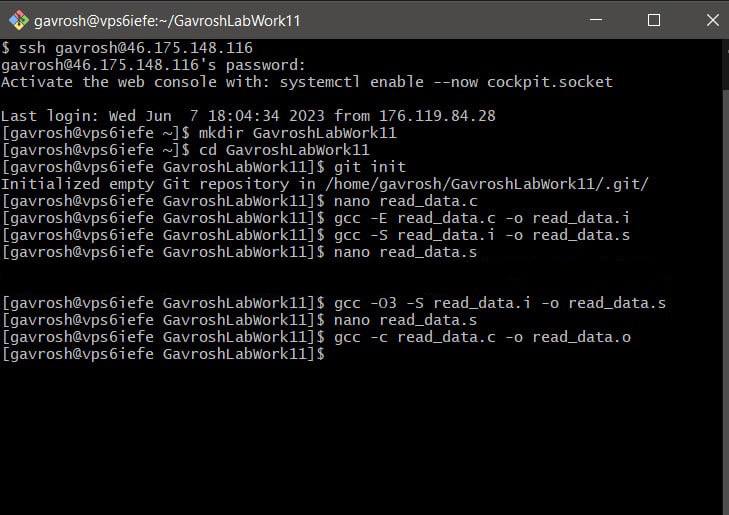 gavrosh@vps6iefe:~/GavroshLabWork11
$ ssh gavrosh@46.175.148.116
gavrosh@46.175.148.116's password:
Activate the web console with: systemctl enable --now cockpit.socket
Last login: Wed Jun  7 18:04:34 2023 from 176.119.84.28
[gavrosh@vps6iefe ~]$ mkdir GavroshLabWork11
[gavrosh@vps6iefe ~]$ cd GavroshLabWork11
[gavrosh@vps6iefe GavroshLabWork11]$ git init
Initialized empty Git repository in /home/gavrosh/GavroshLabWork11/.git/
[gavrosh@vps6iefe GavroshLabWork11]$ nano read_data.c
[gavrosh@vps6iefe GavroshLabWork11]$ gcc -E read_data.c -o read_data.i
[gavrosh@vps6iefe GavroshLabWork11]$ gcc -S read_data.i -o read_data.s
[gavrosh@vps6iefe GavroshLabWork11]$ nano read_data.s
[gavrosh@vps6iefe GavroshLabWork11]$ gcc -O3 -S read_data.i -o read_data.s
[gavrosh@vps6iefe GavroshLabWork11]$ nano read_data.s
[gavrosh@vps6iefe GavroshLabWork11]$ gcc -c read_data.c -o read_data.o
[gavrosh@vps6iefe GavroshLabWork11]$